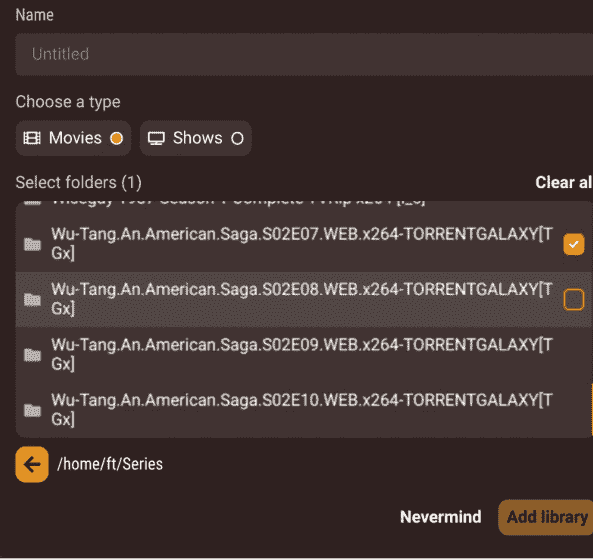 Name
Untitled
Choose a type
Movies Shows
Select folders (1) Clear al
Wu-Tang.An.American.Saga.S02E07.WEB.x264-TORRENTGALAXY[T
Gx]
Wu-Tang.An.American.Saga.S02E08.WEB.x264-TORRENTGALAXY[T
Gx]
Wu-Tang.An.American.Saga.S02E09.WEB.x264-TORRENTGALAXY[T
Gx]
Wu-Tang.An.American.Saga.S02E10.WEB.x264-TORRENTGALAXY[T
Gx]
/home/ft/Series
Nevermind Add library